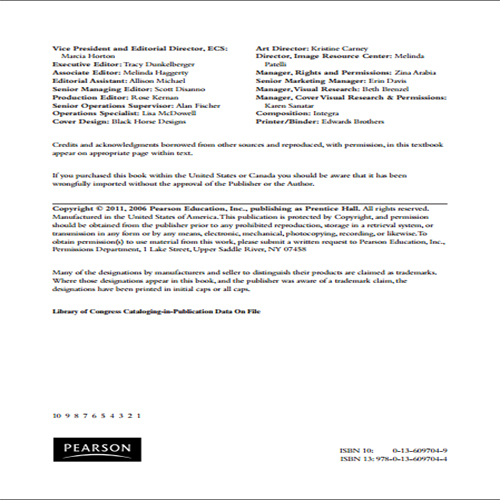 Vice President and Editorial Director, ECS:
Marcia Horton
Executive Editor: Tracy Dunkelberger
Associate Editor: Melinda Haggerty
Editorial Assistant: Allison Michael
Senior Managing Editor: Scott Disanno
Production Editor: Rose Kernan
Senior Operations Supervisor: Alan Fischer
Operations Specialist: Lisa McDowell
Cover Design: Black Horse Designs
Art Director: Kristine Carney
Director, Image Resource Center: Melinda
Patelli
Manager, Rights and Permissions: Zina Arabia
Senior Marketing Manager: Erin Davis
Manager, Visual Research: Beth Brenzel
Manager, Cover Visual Research & Permissions:
Karen Sanatar
Composition: Integra
Printer/Binder: Edwards Brothers
Credits and acknowledgments borrowed from other sources and reproduced, with permission, in this textbook
appear on appropriate page within text.
If you purchased this book within the United States or Canada you should be aware that it has been
wrongfully imported without the approval of the Publisher or the Author.
Copyright © 2011, 2006 Pearson Education, Inc., publishing as Prentice Hall. All rights reserved.
Manufactured in the United States of America. This publication is protected by Copyright, and permission
should be obtained from the publisher prior to any prohibited reproduction, storage in a retrieval system, or
transmission in any form or by any means, electronic, mechanical, photocopying, recording, or likewise. To
obtain permission(s) to use material from this work, please submit a written request to Pearson Education, Inc.,
Permissions Department, 1 Lake Street, Upper Saddle River, NY 07458
Many of the designations by manufacturers and seller to distinguish their products are claimed as trademarks.
Where those designations appear in this book, and the publisher was aware of a trademark claim, the
designations have been printed in initial caps or all caps.
Library of Congress Cataloging-in-Publication Data On File
10 9 8 7 6 5 4 3 2 1
PEARSON
ISBN 10: 0-13-609704-9
ISBN 13: 978-0-13-609704-4